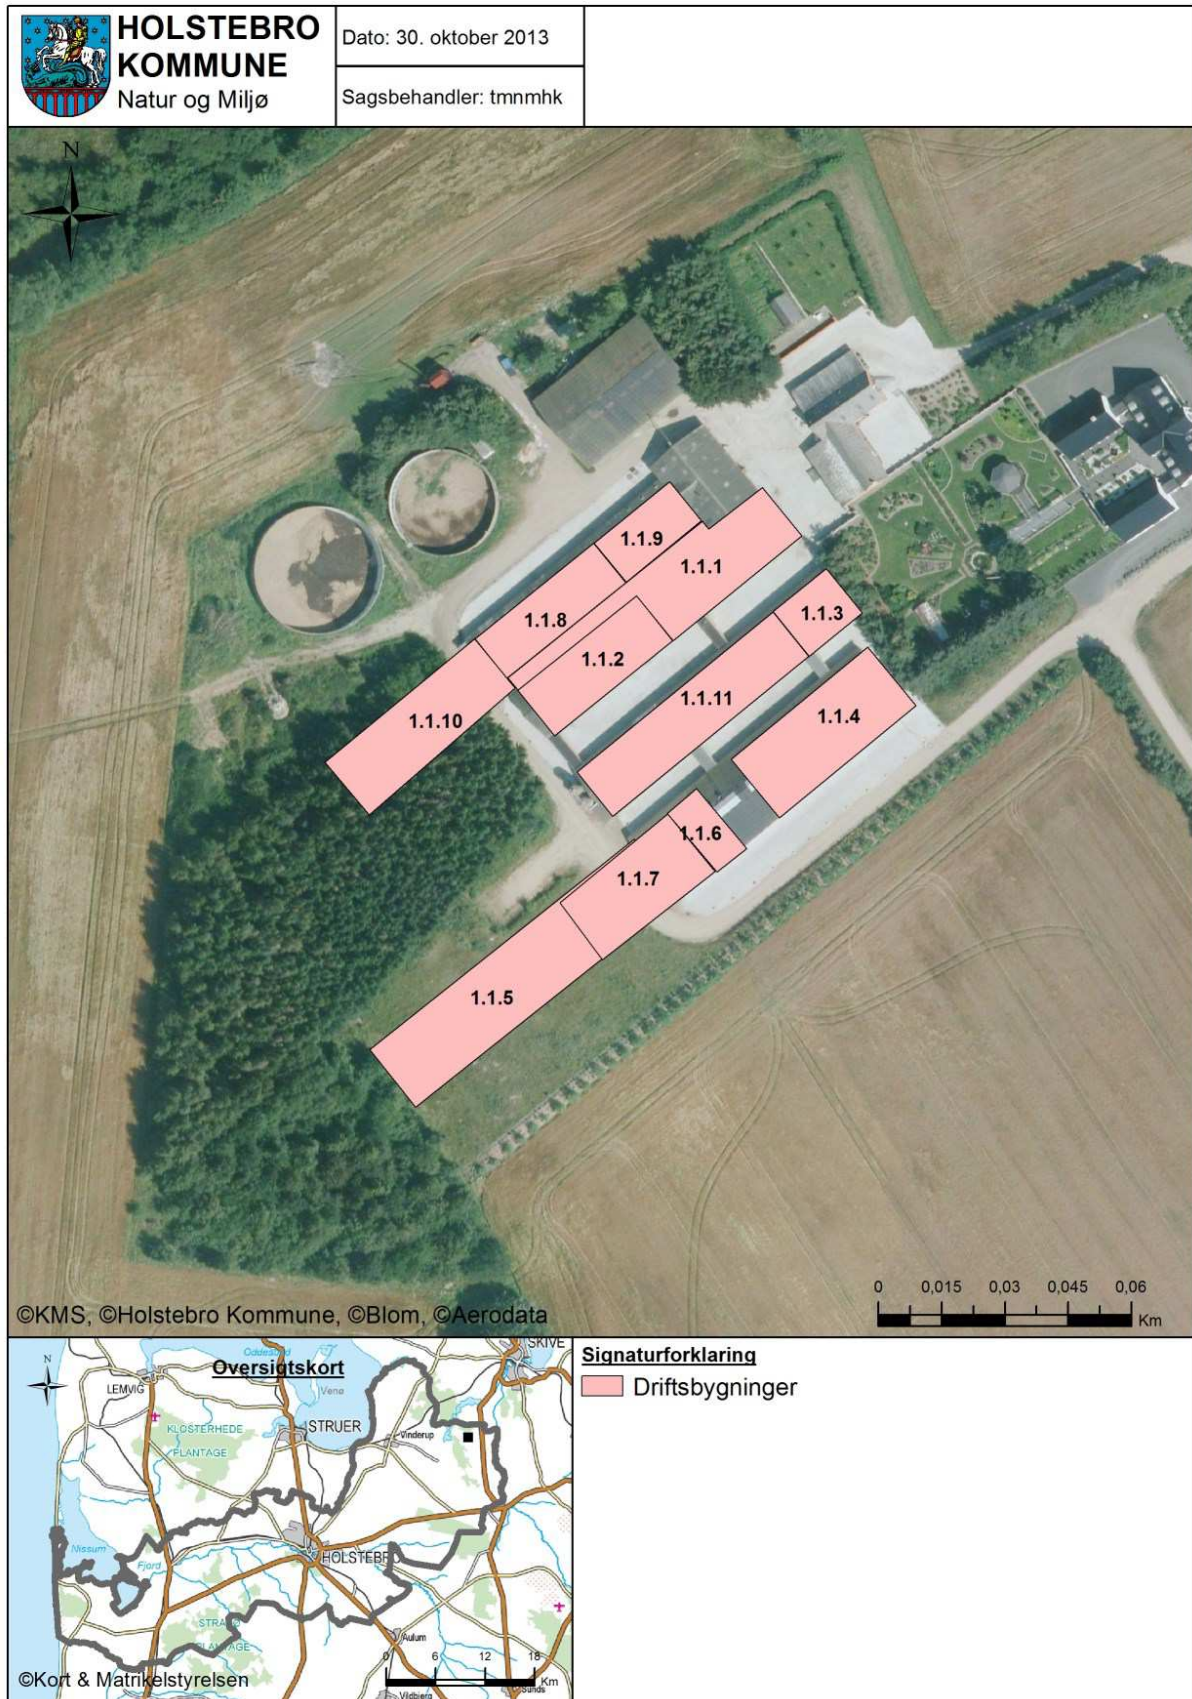 HOLSTEBRO
KOMMUNE
Natur og Miljø
Dato: 30. oktober 2013
Sagsbehandler: tmnmhk
N
1.1.9
1.1.1
1.1.8
1.1.3
1.1.2
1.1.11
1.1.10
1.1.4
1.1.6
1.1.7
1.1.5
0 0,015 0,03 0,045 0,06
Km
©KMS, ©Holstebro Kommune, ©Blom, ©Aerodata
Oversigtskort
N
Oddesund
SKIVE
LEMVIG
Venø
KLOSTERHEDE
PLANTAGE
STRUER
Vinderup
Nissum
Fjord
HOLSTEBRO
PLANTAGE
Aulum
0 6 12 18
Km
Vildbjerg
Sunds
©Kort & Matrikelstyrelsen
Signaturforklaring
Driftsbygninger